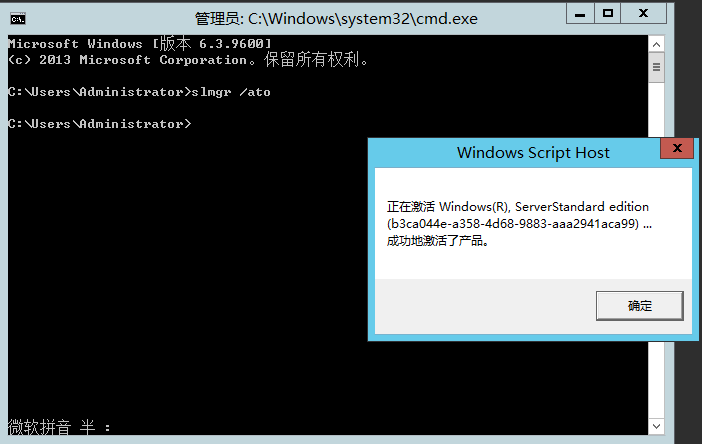 管理员: C:\Windows\system32\cmd.exe
Microsoft Windows [版本 6.3.9600]
(c) 2013 Microsoft Corporation。保留所有权利。
C:\Users\Administrator>slmgr /ato
C:\Users\Administrator>
Windows Script Host
正在激活 Windows(R), ServerStandard edition
(b3ca044e-a358-4d68-9883-aaa2941aca99) ...
成功地激活了产品。
确定
微软拼音 半 :